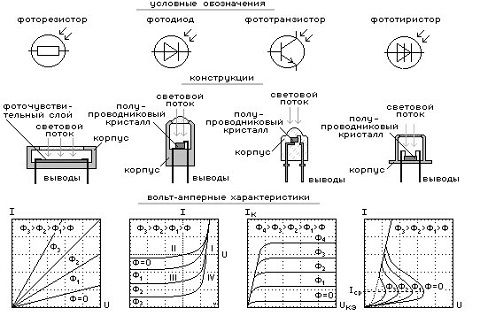 условные обозначения
фоторезистор фотодиод фототранзистор фототиристор
конструкции
фоточувстви-
тельный слой
световой
поток
корпус
выводы
световой
поток
полу-
проводниковый
кристалл
корпус
выводы
световой
поток
полу-
проводниковый
кристалл
корпус
выводы
световой
поток
полу-
проводниковый
кристалл
корпус
выводы
вольт-амперные характеристики
I
Ф3>Ф2>Ф1>Ф
Ф3
Ф2
Ф1
Ф=0
U
I
Ф3>Ф2>Ф1>Ф
II I
Ф=0
Ф1 III IV
Ф2
Ф3
U
IК
Ф4>Ф3>Ф2>Ф1>Ф
Ф4
Ф3
Ф2
Ф1
Ф=0
UКЭ
I
Ф3>Ф2>Ф1>Ф
Iср
Ф=0
U